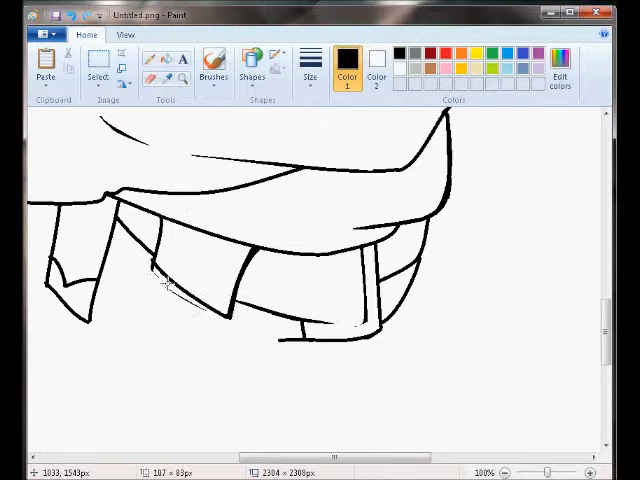 Untitled.png - Paint
Home View
Paste
Select
A
Brushes
Shapes
Size
Color 1
Color 2
Edit colors
Clipboard
Image
Tools
Shapes
Colors
1033, 1543px
107 × 83px
2304 × 2308px
100%